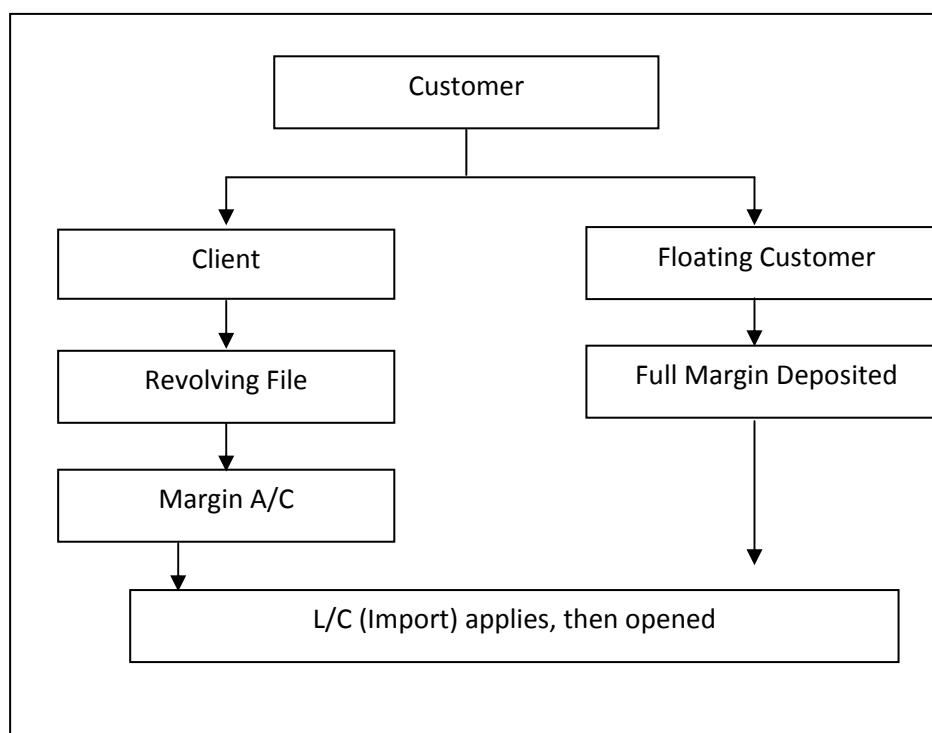 Customer
Client
Floating Customer
Revolving File
Full Margin Deposited
Margin A/C
L/C (Import) applies, then opened